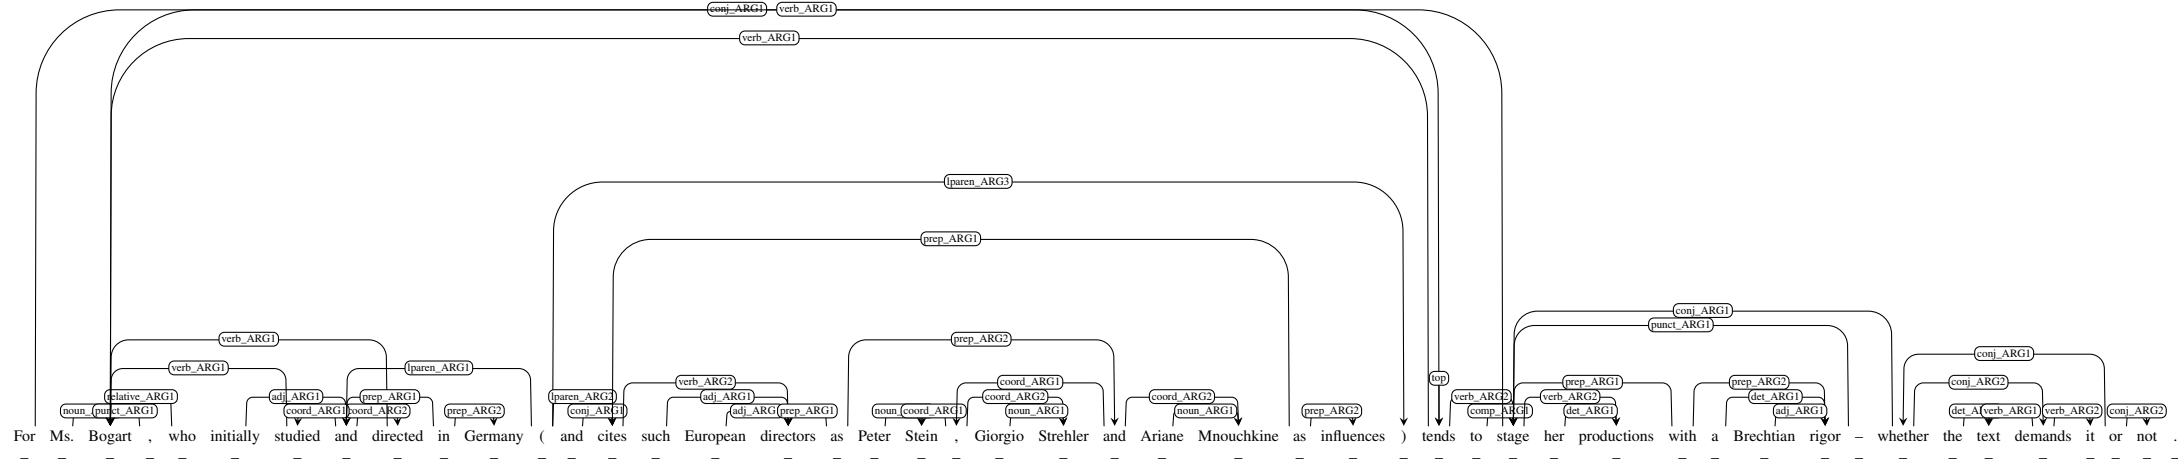 conj_ARG1 verb_ARG1
verb_ARG1
lparen_ARG3
prep_ARG1
conj_ARG1
punct_ARG1
verb_ARG1 prep_ARG2
conj_ARG1
verb_ARG1 lparen_ARG1
top
verb_ARG2 coord_ARG1 prep_ARG1 prep_ARG2 conj_ARG2
relative_ARG1 adj_ARG1 prep_ARG1 lparen_ARG2 adj_ARG1 coord_ARG2 coord_ARG2 verb_ARG2 verb_ARG2 det_ARG1
punct_ARG1 coord_ARG1 coord_ARG2 prep_ARG2 conj_ARG1 prep_ARG1 coord_ARG1 noun_ARG1 noun_ARG1 prep_ARG2 comp_ARG1 det_ARG1 adj_ARG1 verb_ARG1 verb_ARG2 conj_ARG2
For Ms. Bogart , who initially studied and directed in Germany ( and cites such European directors as Peter Stein , Giorgio Strehler and Ariane Mnouchkine as influences ) tends to stage her productions with a Brechtian rigor – whether the text demands it or not .